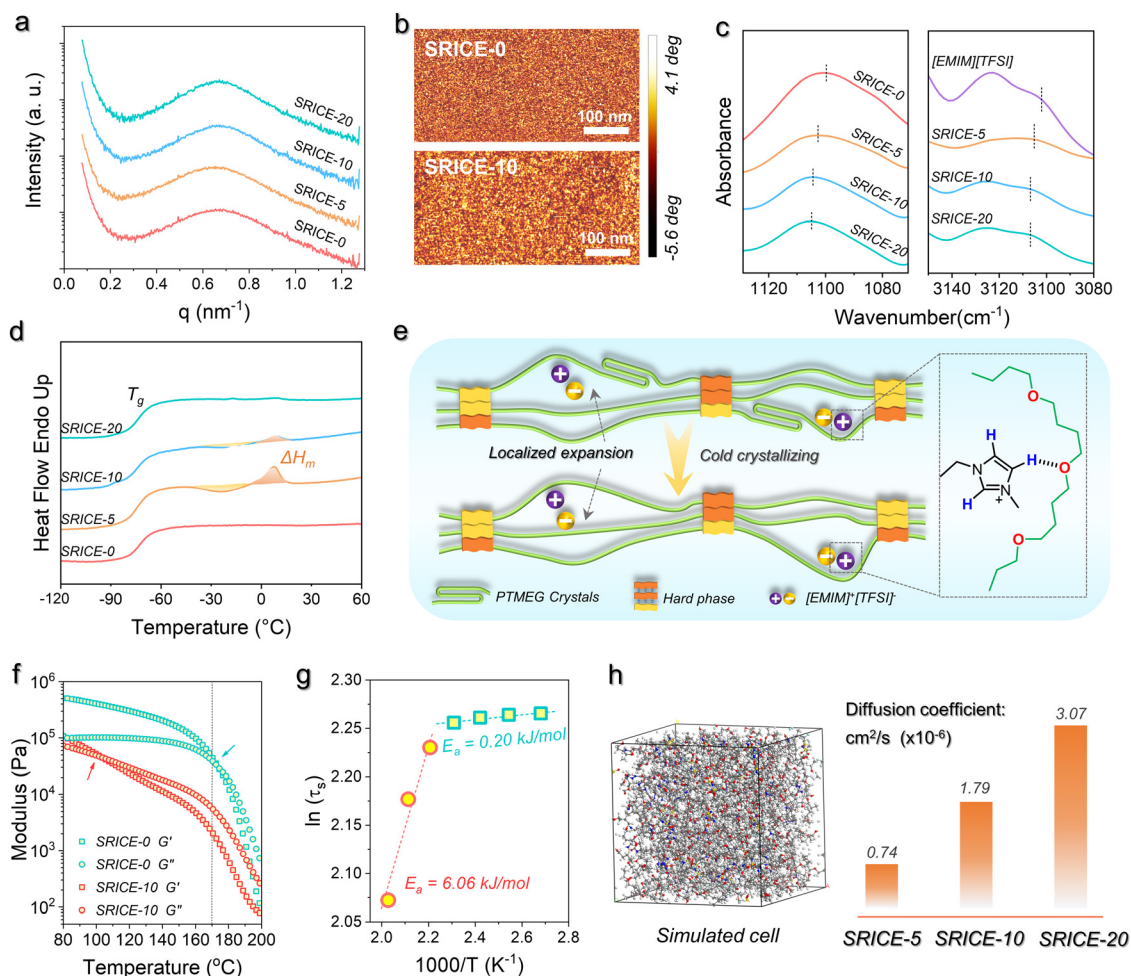 a
Intensity (a. u.)
SRICE-20
SRICE-10
SRICE-5
SRICE-0
0.0 0.2 0.4 0.6 0.8 1.0 1.2
q (nm⁻¹)
b
SRICE-0
100 nm
SRICE-10
100 nm
4.1 deg
-5.6 deg
c
Absorbance
SRICE-0
SRICE-5
SRICE-10
SRICE-20
[EMIM][TFSI]
SRICE-5
SRICE-10
SRICE-20
1120 1100 1080
3140 3120 3100 3080
Wavenumber(cm⁻¹)
d
Heat Flow Endo Up
Tg
SRICE-20
SRICE-10
ΔHm
SRICE-5
SRICE-0
-120 -90 -60 -30 0 30 60
Temperature (°C)
e
Localized expansion
Cold crystallizing
PTMEG Crystals
Hard phase
[EMIM]⁺[TFSI]⁻
O
H
O
N
N
+
H
O
f
Modulus (Pa)
10⁶
10⁵
10⁴
10³
10²
SRICE-0 G'
SRICE-0 G"
SRICE-10 G'
SRICE-10 G"
80 100 120 140 160 180 200
Temperature (°C)
g
ln (τs)
2.30
2.25
2.20
2.15
2.10
2.05
Ea = 0.20 kJ/mol
Ea = 6.06 kJ/mol
2.0 2.2 2.4 2.6 2.8
1000/T (K⁻¹)
h
Simulated cell
Diffusion coefficient:
cm²/s (x10⁻⁶)
0.74
1.79
3.07
SRICE-5 SRICE-10 SRICE-20